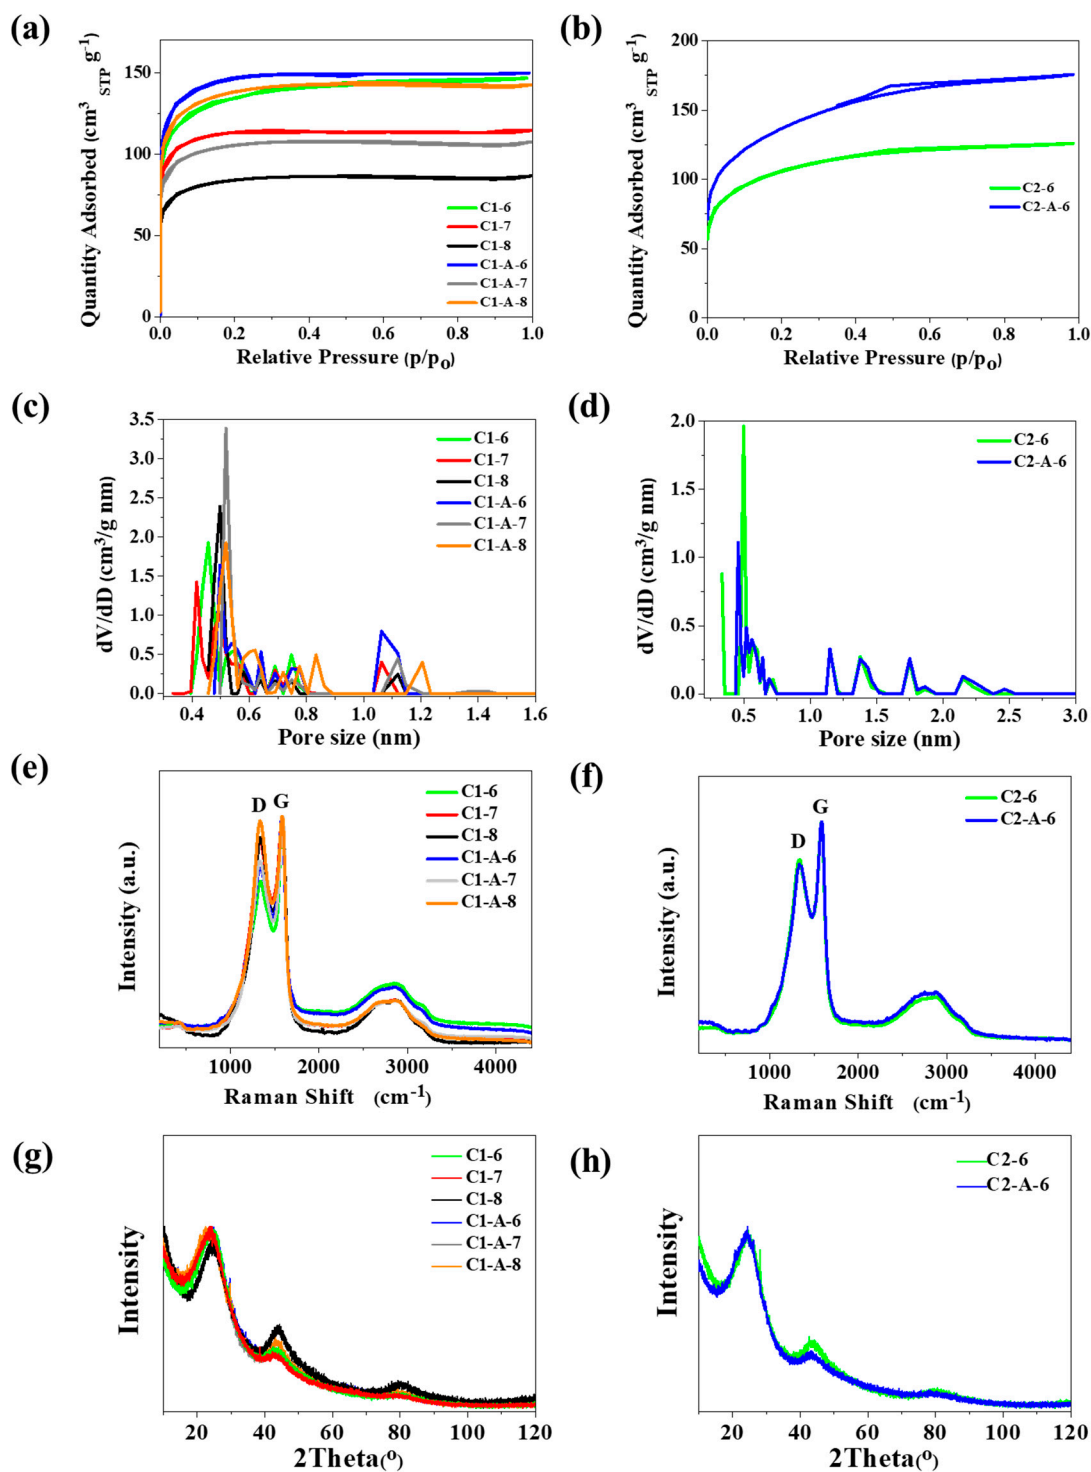 (a)
Quantity Adsorbed (cm³ STP g⁻¹)
150
100
50
0
0.0 0.2 0.4 0.6 0.8 1.0
Relative Pressure (p/po)
C1-6
C1-7
C1-8
C1-A-6
C1-A-7
C1-A-8
(b)
Quantity Adsorbed (cm³ STP g⁻¹)
200
150
100
50
0
0.0 0.2 0.4 0.6 0.8 1.0
Relative Pressure (p/po)
C2-6
C2-A-6
(c)
dV/dD (cm³/g nm)
3.5
3.0
2.5
2.0
1.5
1.0
0.5
0.0
0.4 0.6 0.8 1.0 1.2 1.4 1.6
Pore size (nm)
C1-6
C1-7
C1-8
C1-A-6
C1-A-7
C1-A-8
(d)
dV/dD (cm³/g nm)
2.0
1.5
1.0
0.5
0.0
0.5 1.0 1.5 2.0 2.5 3.0
Pore size (nm)
C2-6
C2-A-6
(e)
Intensity (a.u.)
D G
1000 2000 3000 4000
Raman Shift (cm⁻¹)
C1-6
C1-7
C1-8
C1-A-6
C1-A-7
C1-A-8
(f)
Intensity (a.u.)
D G
1000 2000 3000 4000
Raman Shift (cm⁻¹)
C2-6
C2-A-6
(g)
Intensity
20 40 60 80 100 120
2Theta(º)
C1-6
C1-7
C1-8
C1-A-6
C1-A-7
C1-A-8
(h)
Intensity
20 40 60 80 100 120
2Theta(º)
C2-6
C2-A-6